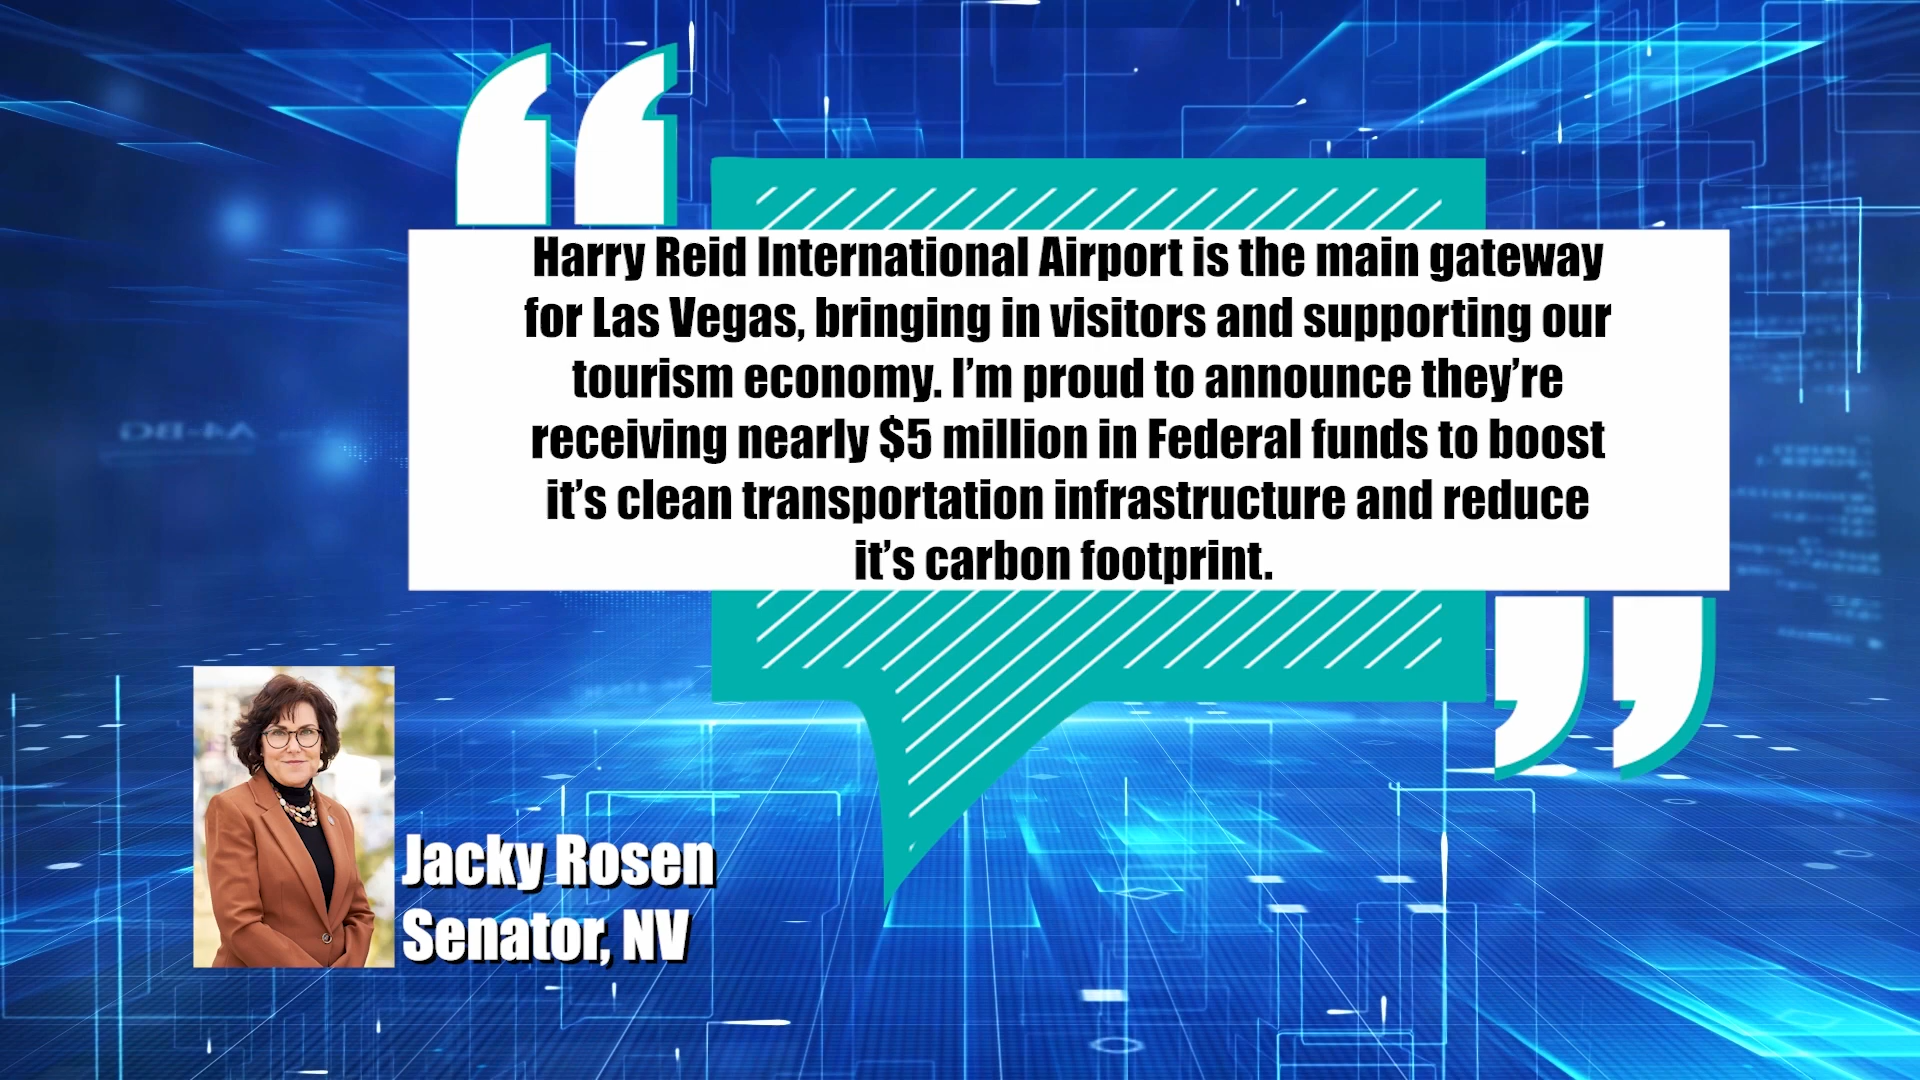 Harry Reid International Airport is the main gateway
for Las Vegas, bringing in visitors and supporting our
tourism economy. I’m proud to announce they’re
receiving nearly $5 million in Federal funds to boost
it’s clean transportation infrastructure and reduce
it’s carbon footprint.
Jacky Rosen
Senator, NV